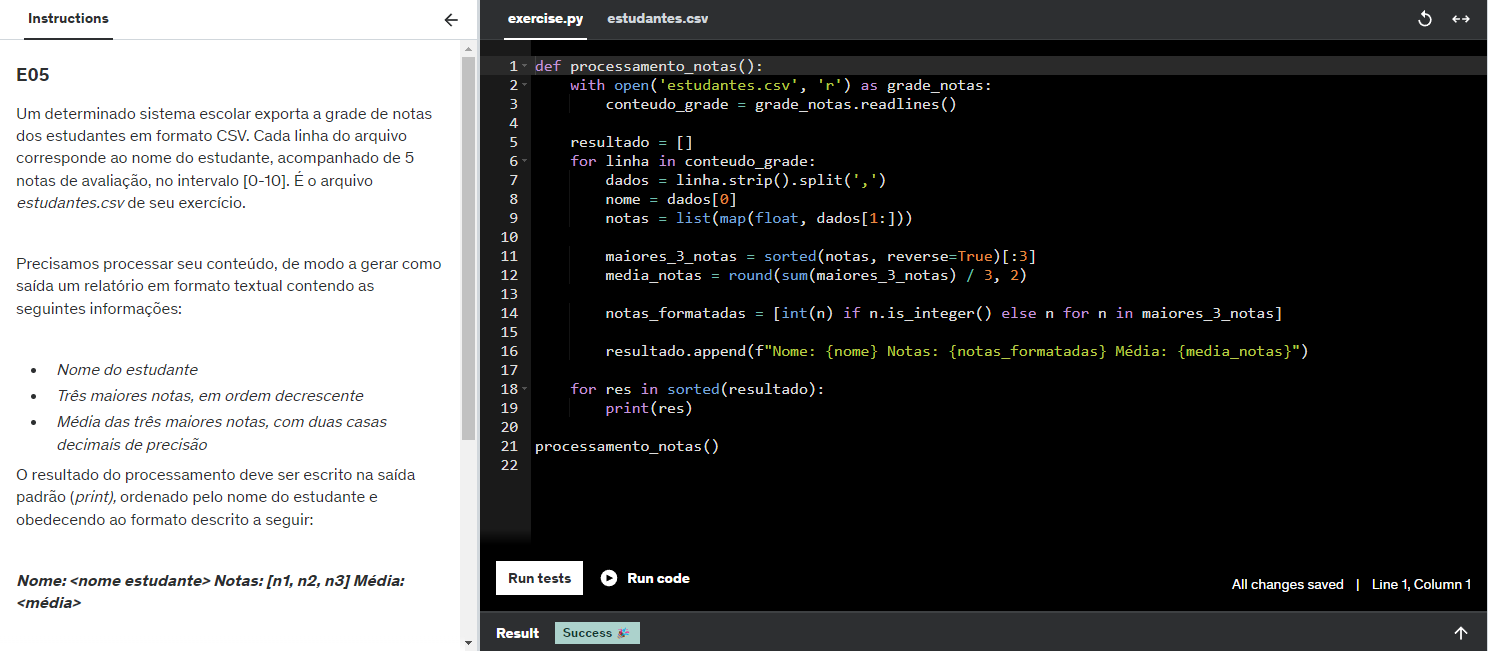 Instructions
E05
Um determinado sistema escolar exporta a grade de notas
dos estudantes em formato CSV. Cada linha do arquivo
corresponde ao nome do estudante, acompanhado de 5
notas de avaliação, no intervalo [0-10]. É o arquivo
estudantes.csv de seu exercício.
Precisamos processar seu conteúdo, de modo a gerar como
saída um relatório em formato textual contendo as
seguintes informações:
• Nome do estudante
• Três maiores notas, em ordem decrescente
• Média das três maiores notas, com duas casas
decimais de precisão
O resultado do processamento deve ser escrito na saída
padrão (print), ordenado pelo nome do estudante e
obedecendo ao formato descrito a seguir:
Nome: <nome estudante> Notas: [n1, n2, n3] Média:
<média>
exercise.py estudantes.csv
1 def processamento_notas():
2     with open('estudantes.csv', 'r') as grade_notas:
3         conteudo_grade = grade_notas.readlines()
4
5     resultado = []
6     for linha in conteudo_grade:
7         dados = linha.strip().split(',')
8         nome = dados[0]
9         notas = list(map(float, dados[1:]))
10
11         maiores_3_notas = sorted(notas, reverse=True)[:3]
12         media_notas = round(sum(maiores_3_notas) / 3, 2)
13
14         notas_formatadas = [int(n) if n.is_integer() else n for n in maiores_3_notas]
15
16         resultado.append(f"Nome: {nome} Notas: {notas_formatadas} Média: {media_notas}")
17
18     for res in sorted(resultado):
19         print(res)
20
21 processamento_notas()
22
Run tests Run code
All changes saved | Line 1, Column 1
Result Success 🎉